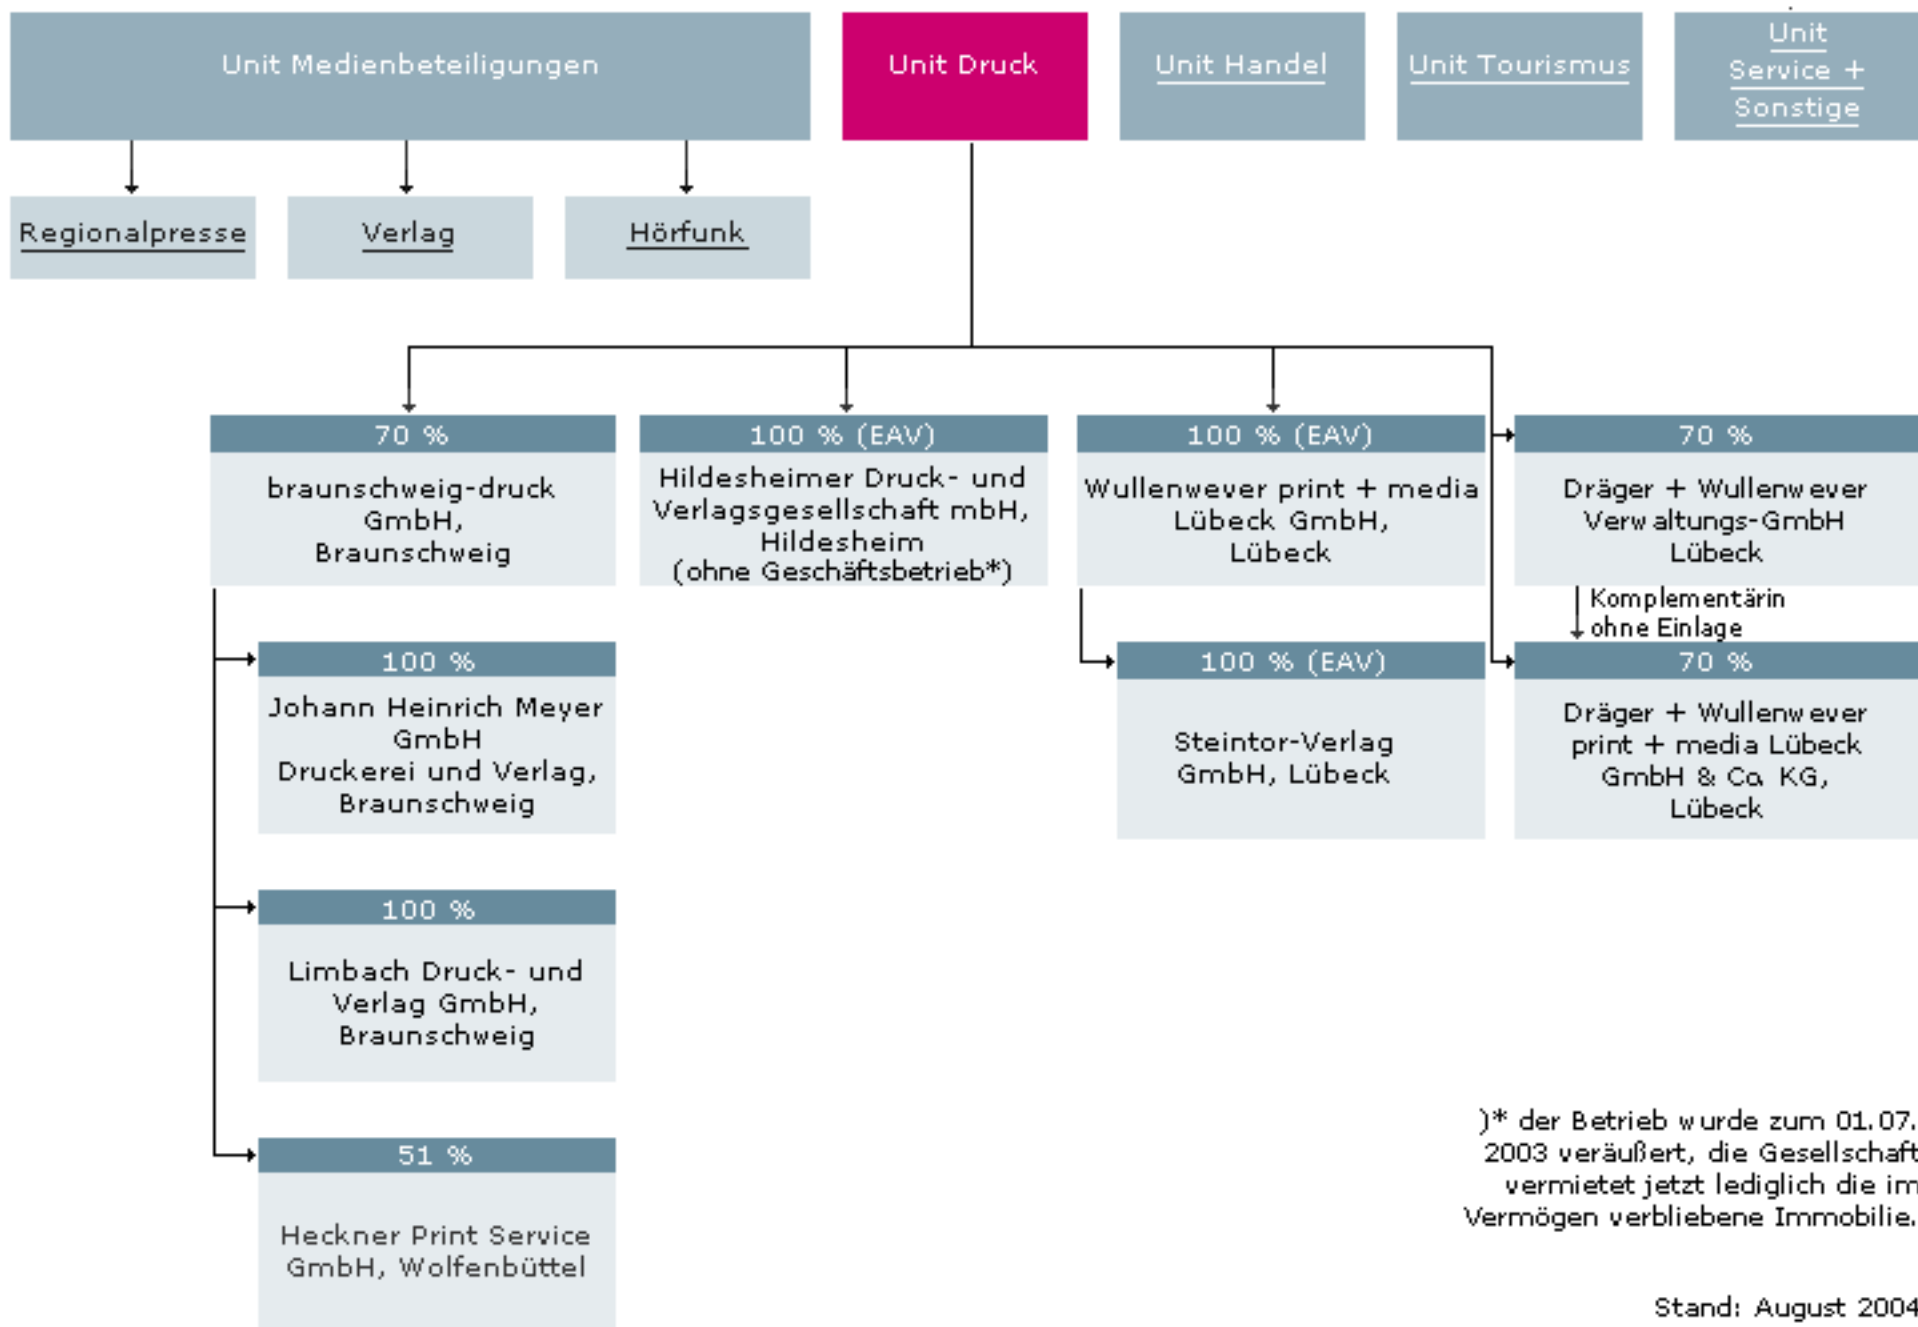 Unit Medienbeteiligungen
Unit Druck
Unit Handel
Unit Tourismus
Unit
Service +
Sonstige
Regionalpresse
Verlag
Hörfunk
70 %
braunschweig-druck
GmbH,
Braunschweig
100 % (EAV)
Hildesheimer Druck- und
Verlagsgesellschaft mbH,
Hildesheim
(ohne Geschäftsbetrieb*)
100 % (EAV)
Wullenwever print + media
Lübeck GmbH,
Lübeck
70 %
Dräger + Wullenwever
Verwaltungs-GmbH
Lübeck
Komplementärin
ohne Einlage
100 %
Johann Heinrich Meyer
GmbH
Druckerei und Verlag,
Braunschweig
100 % (EAV)
Steintor-Verlag
GmbH, Lübeck
70 %
Dräger + Wullenwever
print + media Lübeck
GmbH & Co. KG,
Lübeck
100 %
Limbach Druck- und
Verlag GmbH,
Braunschweig
51 %
Heckner Print Service
GmbH, Wolfenbüttel
)* der Betrieb wurde zum 01.07.
2003 veräußert, die Gesellschaft
vermietet jetzt lediglich die im
Vermögen verbliebene Immobilie.
Stand: August 2004